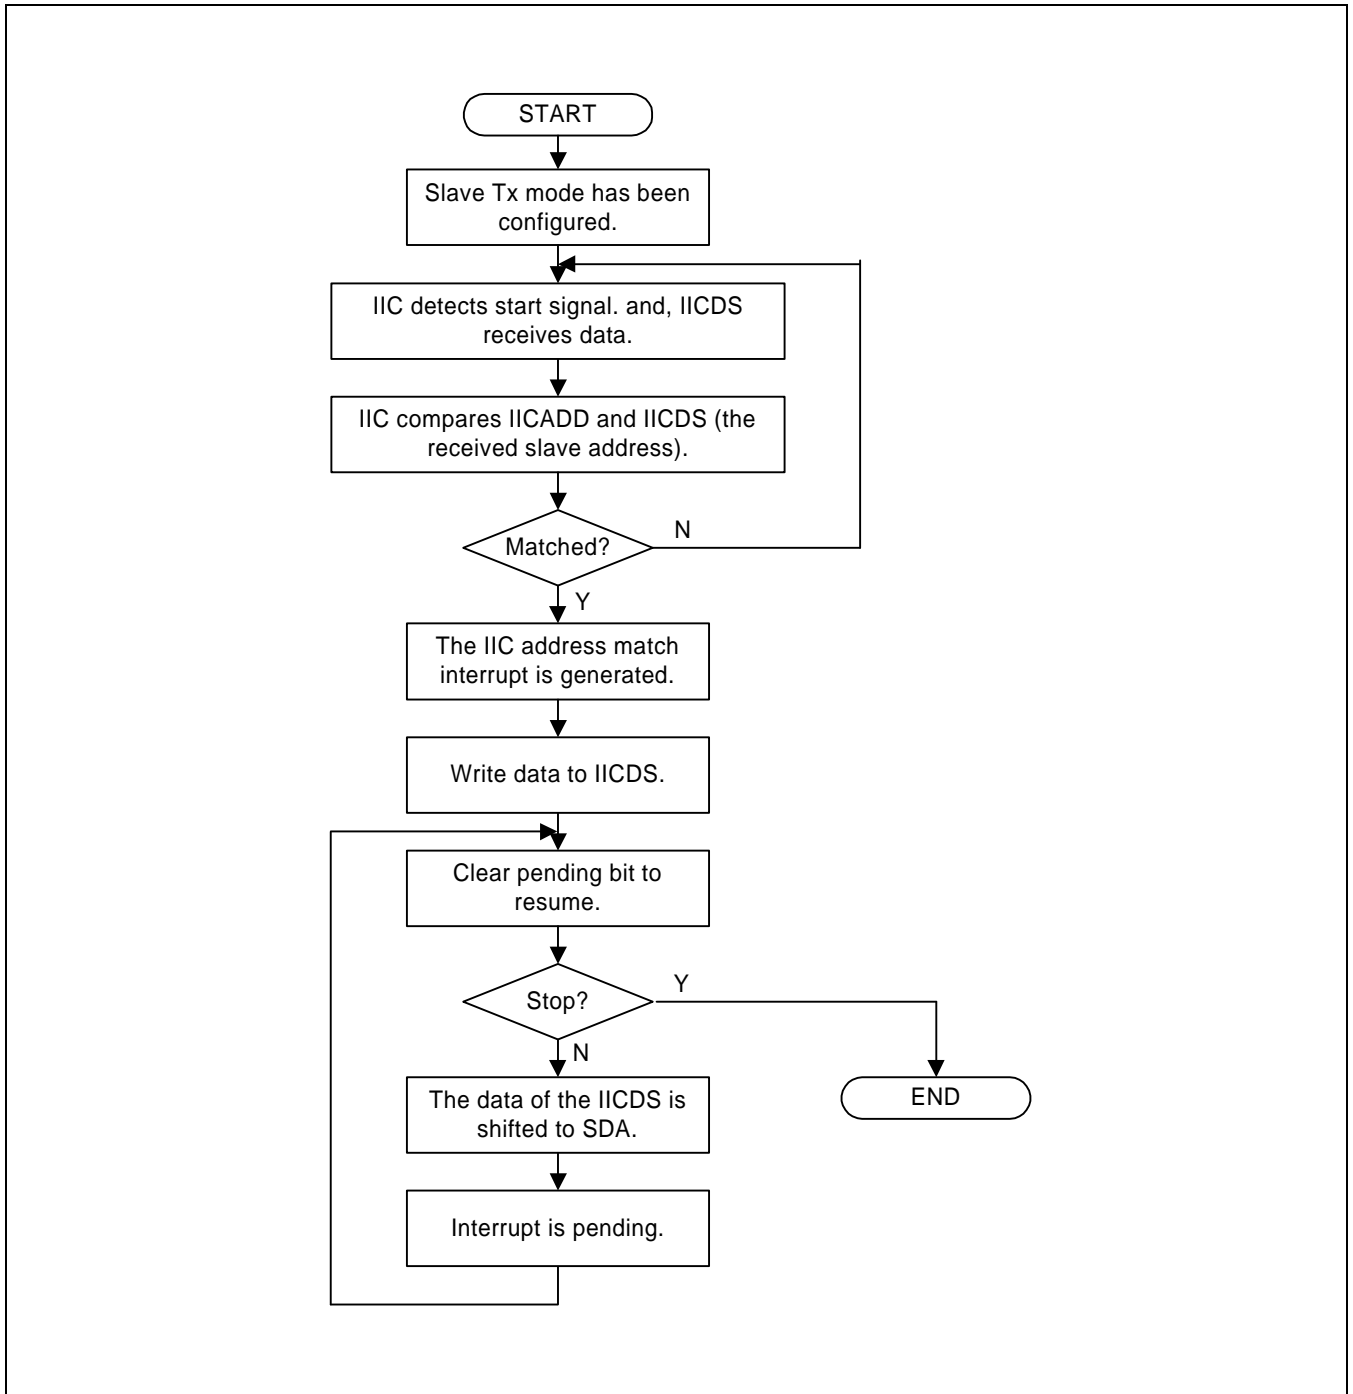 START
Slave Tx mode has been
configured.
IIC detects start signal. and, IICDS
receives data.
IIC compares IICADD and IICDS (the
received slave address).
Matched?
N
Y
The IIC address match
interrupt is generated.
Write data to IICDS.
Clear pending bit to
resume.
Stop?
Y
N
The data of the IICDS is
shifted to SDA.
END
Interrupt is pending.